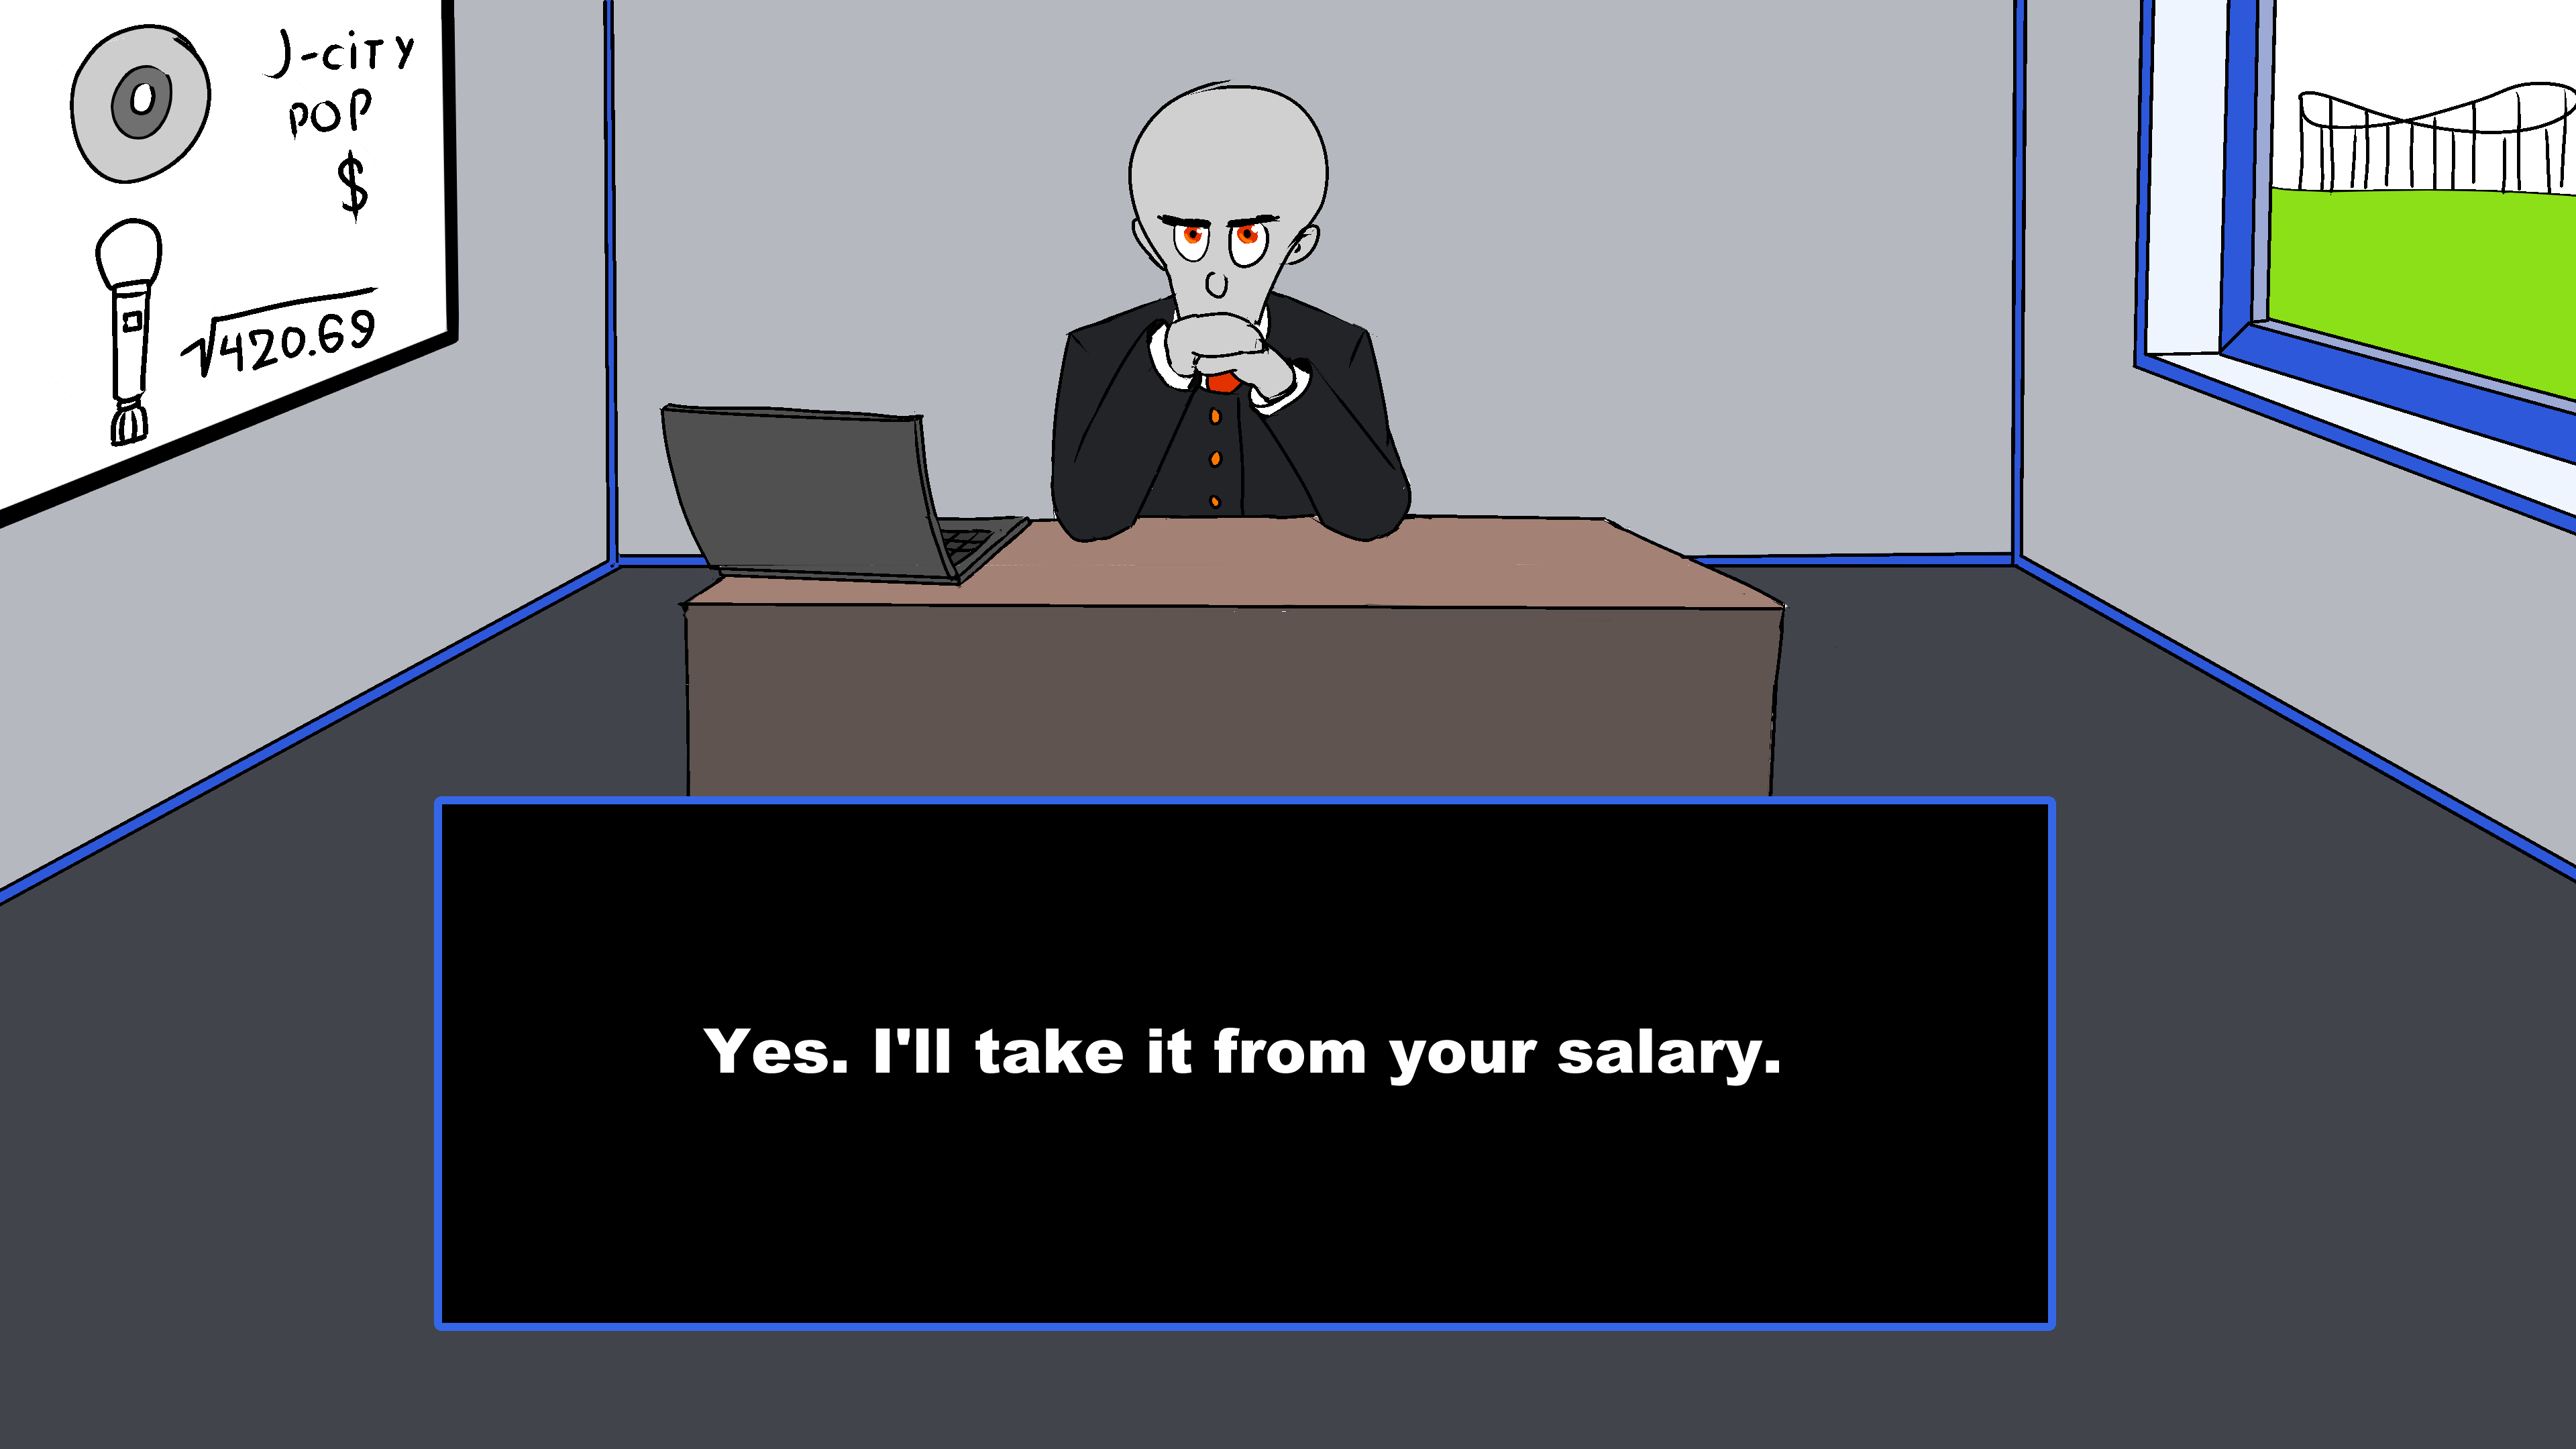 J-CiTY
POP
$
√420.69
Yes. I'll take it from your salary.